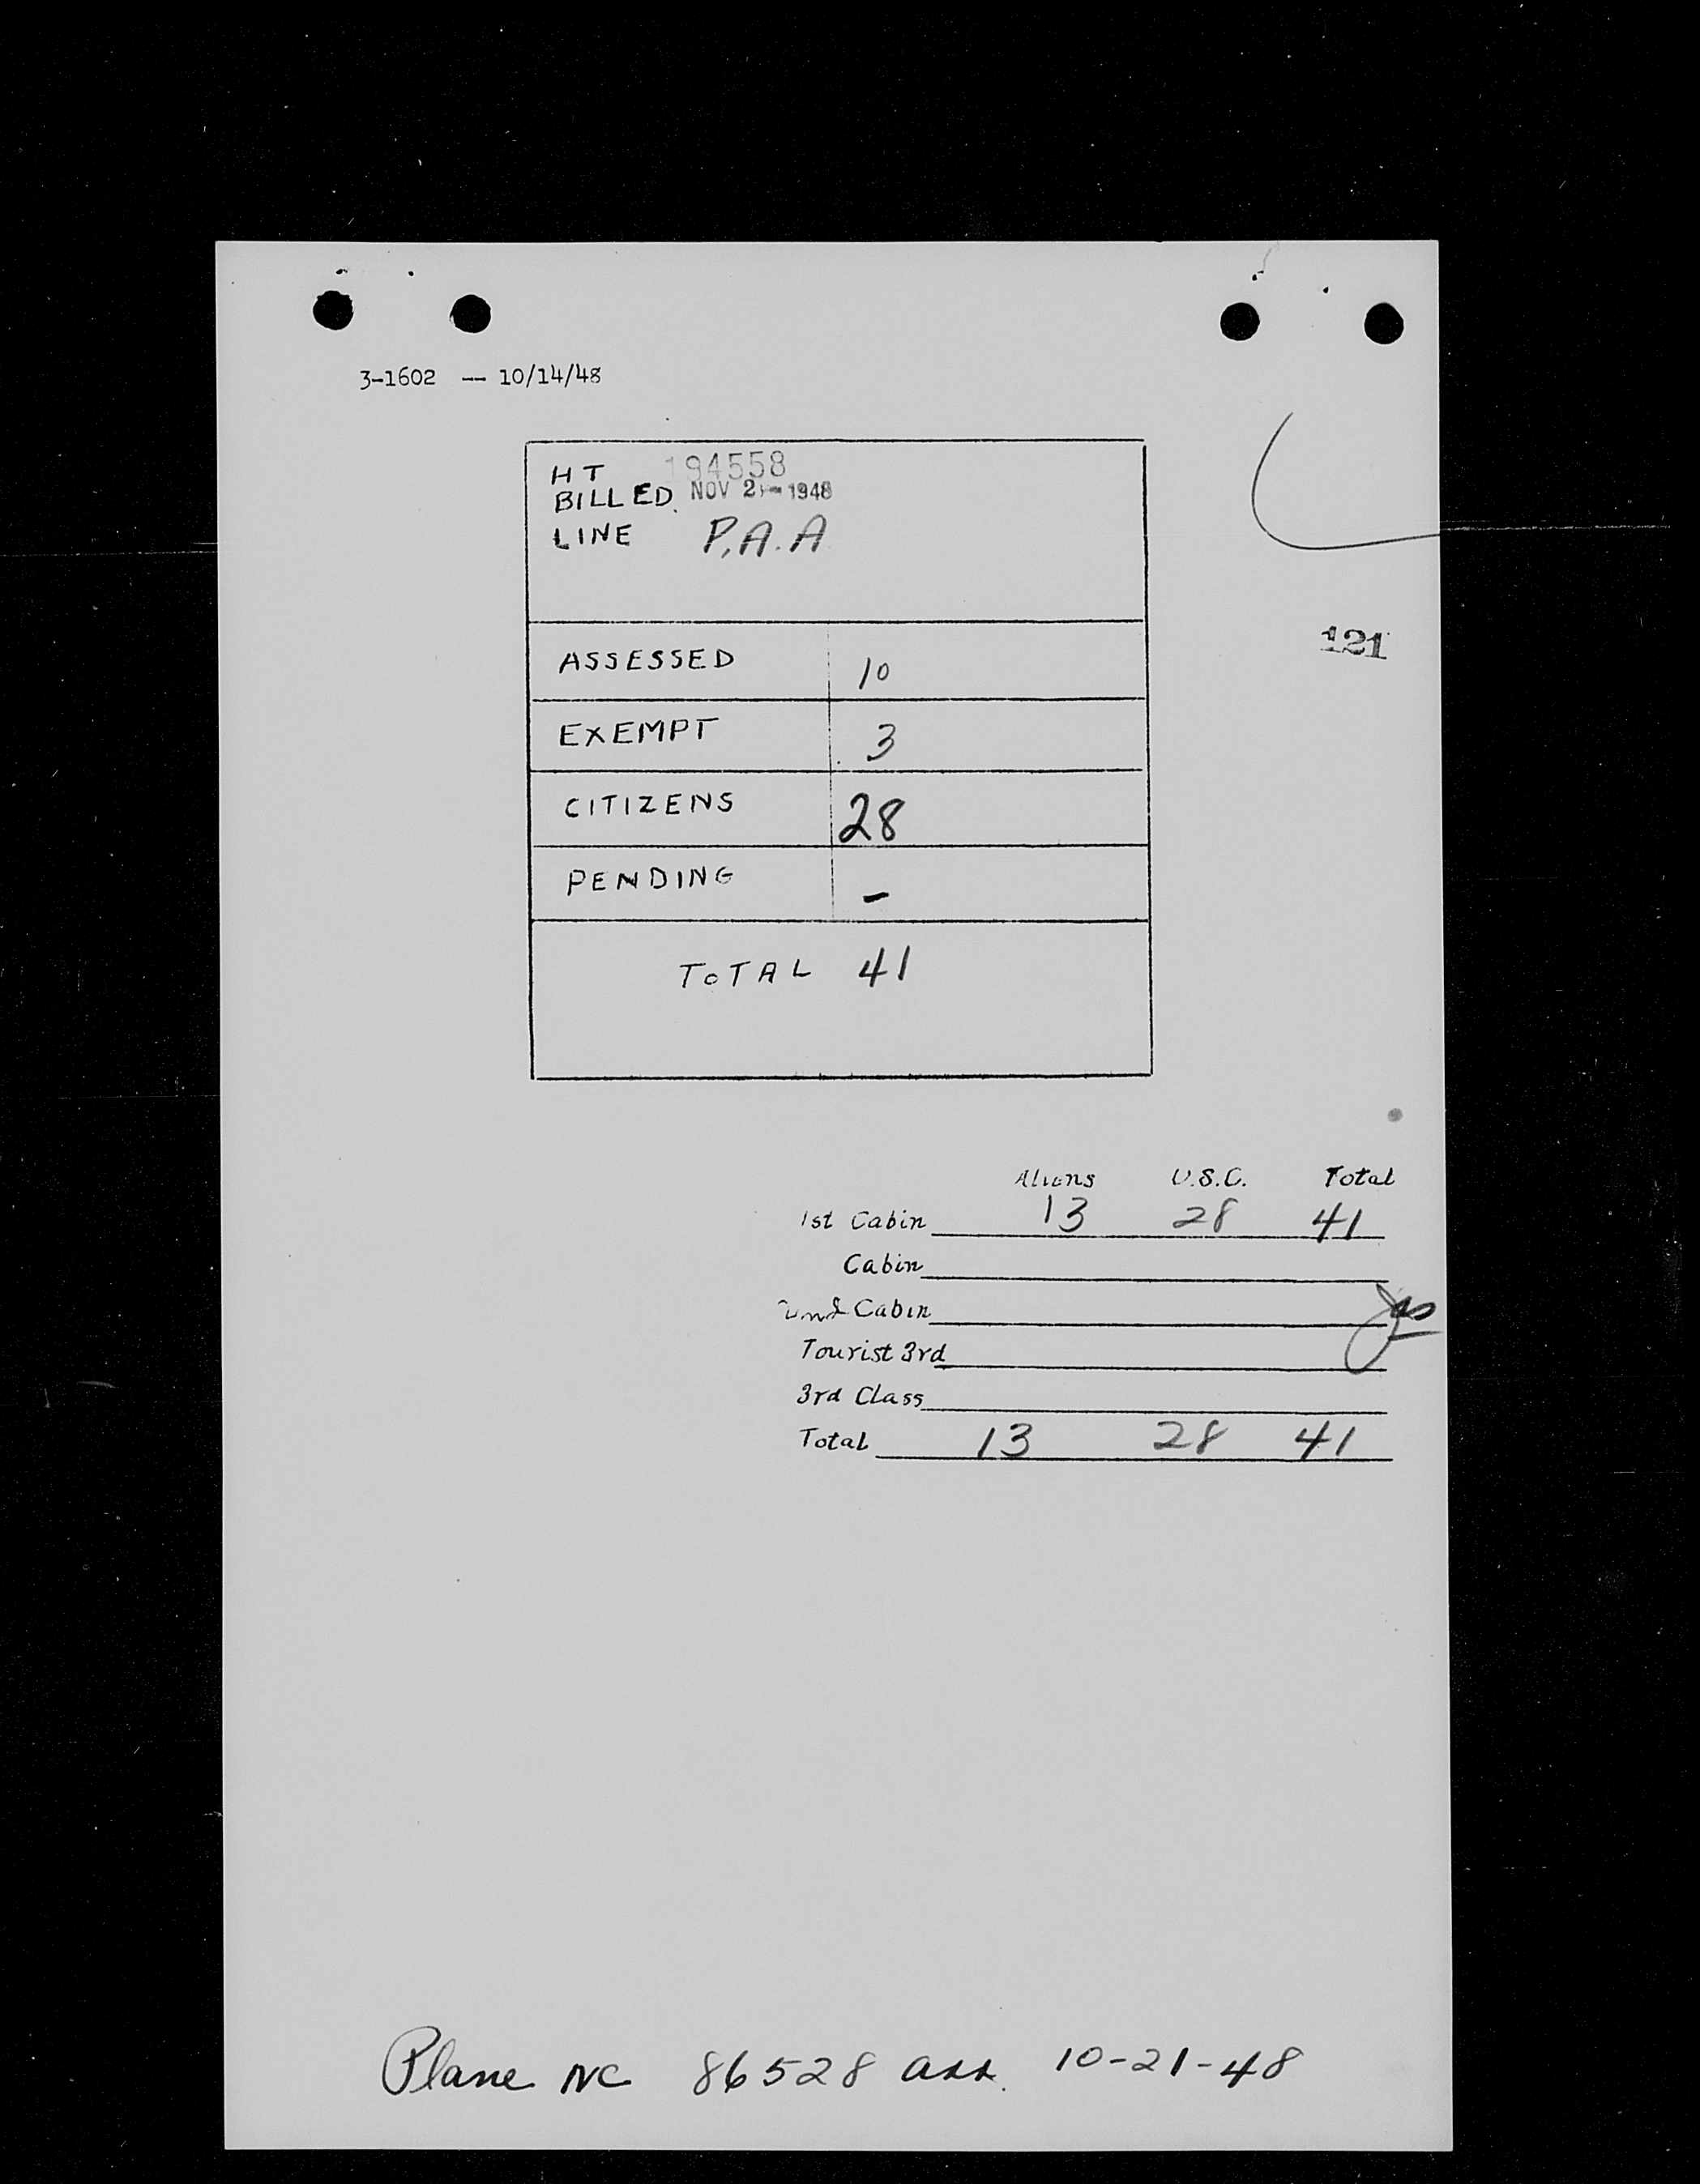 3-1602 -- 10/14/48
HT 194558
BILLED. NOV 2 - 1948
LINE P.A.A
121
ASSESSED 10
EXEMPT 3
CITIZENS 28
PENDING -
TOTAL 41
Aliens U.S.C. Total
1st Cabin 13 28 41
Cabin
Cabin
Tourist 3rd
3rd Class
Total 13 28 41
Plane NC 86528 arr. 10-21-48